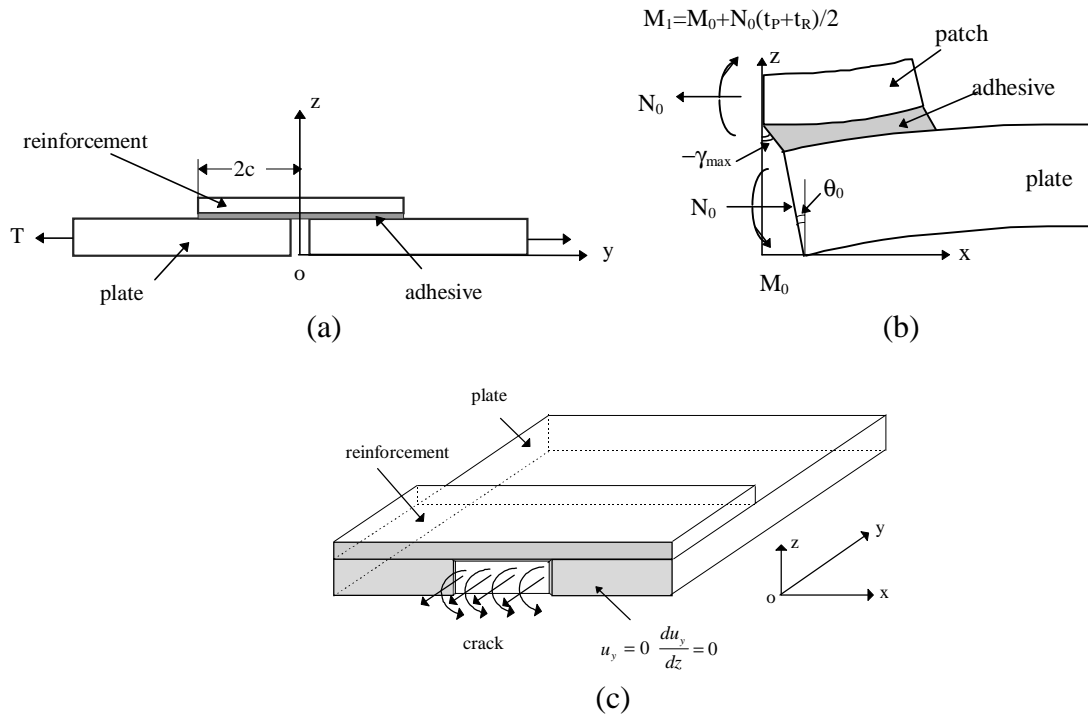 z
reinforcement
2c
T
y
o
plate
adhesive
(a)
M₁=M₀+N₀(tₚ+t_R)/2
z
patch
N₀
adhesive
−γmax
plate
θ₀
N₀
x
M₀
(b)
plate
reinforcement
z
y
o
x
crack
u_y = 0 du_y/dz = 0
(c)